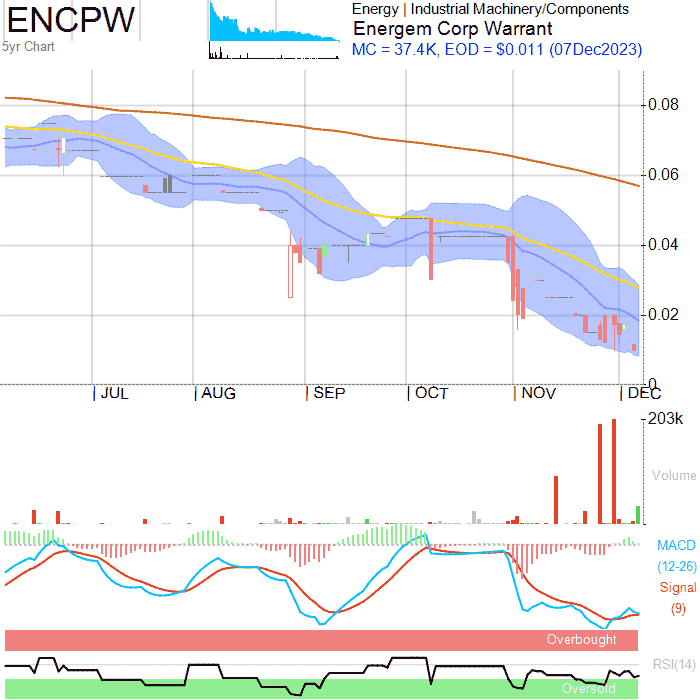 ENCPW
5yr Chart
Energy | Industrial Machinery/Components
Energem Corp Warrant
MC = 37.4K, EOD = $0.011 (07Dec2023)
0.08
0.06
0.04
0.02
0
JUL AUG SEP OCT NOV DEC
203k
Volume
MACD
(12-26)
Signal
(9)
Overbought
RSI(14)
Oversold